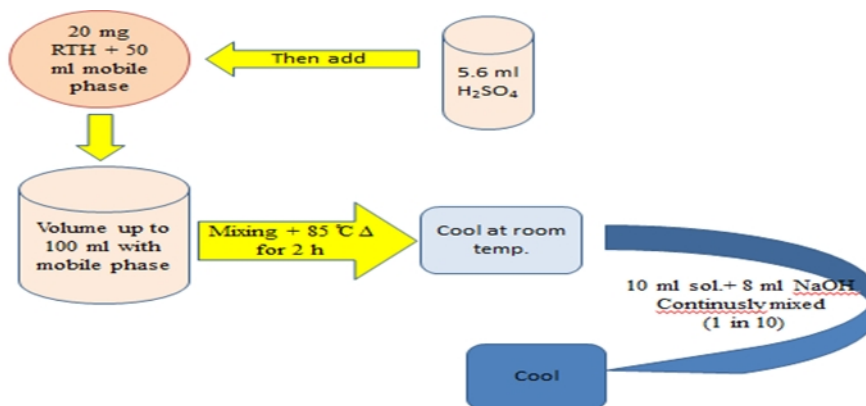 20 mg
RTH + 50
ml mobile
phase
Then add
5.6 ml
H₂SO₄
Volume up to
100 ml with
mobile phase
Mixing + 85 ℃ Δ
for 2 h
Cool at room
temp.
10 ml sol.+ 8 ml NaOH
Continusly mixed
(1 in 10)
Cool